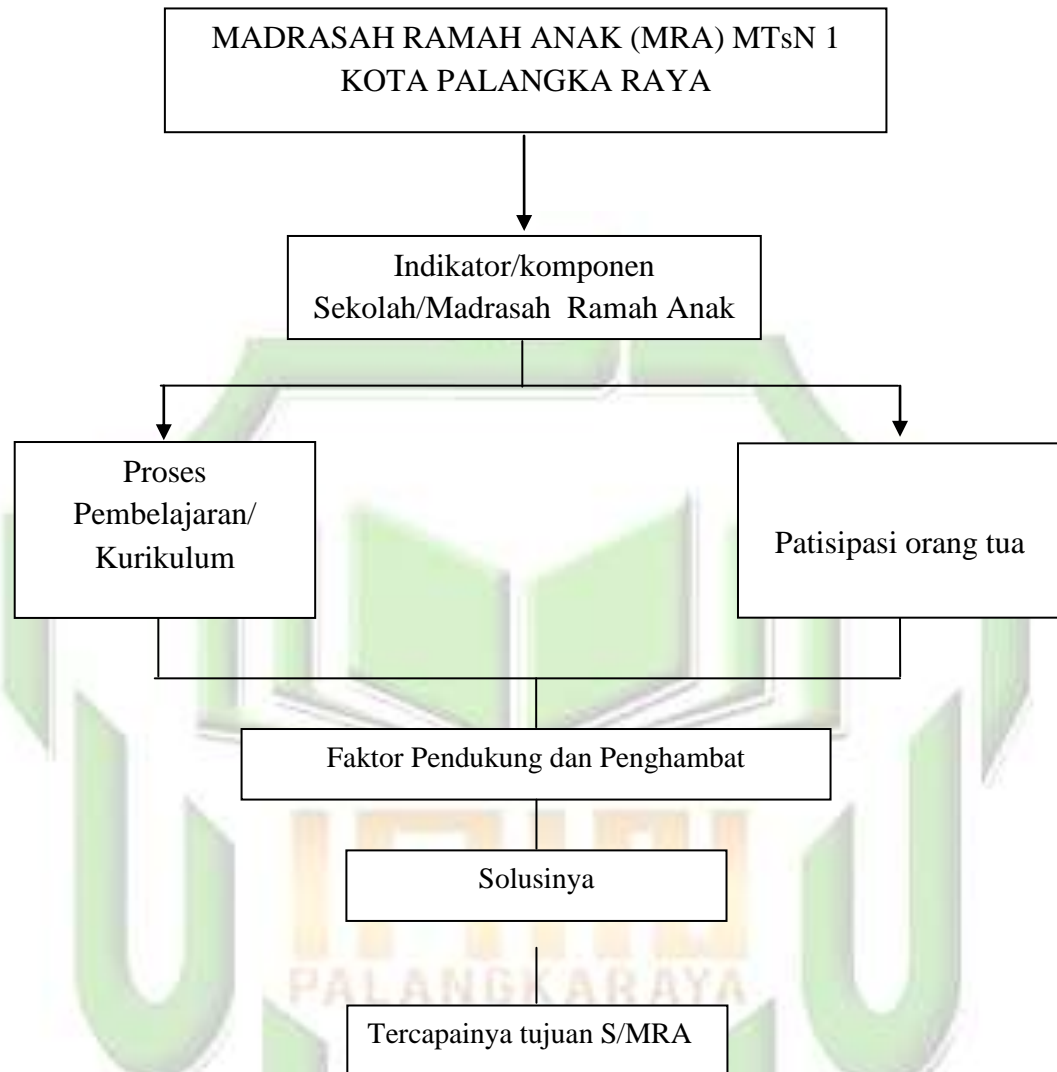 MADRASAH RAMAH ANAK (MRA) MTsN 1
KOTA PALANGKA RAYA
Indikator/komponen
Sekolah/Madrasah Ramah Anak
Proses
Pembelajaran/
Kurikulum
Patisipasi orang tua
Faktor Pendukung dan Penghambat
Solusinya
IAIN
PALANGKARAYA
Tercapainya tujuan S/MRA